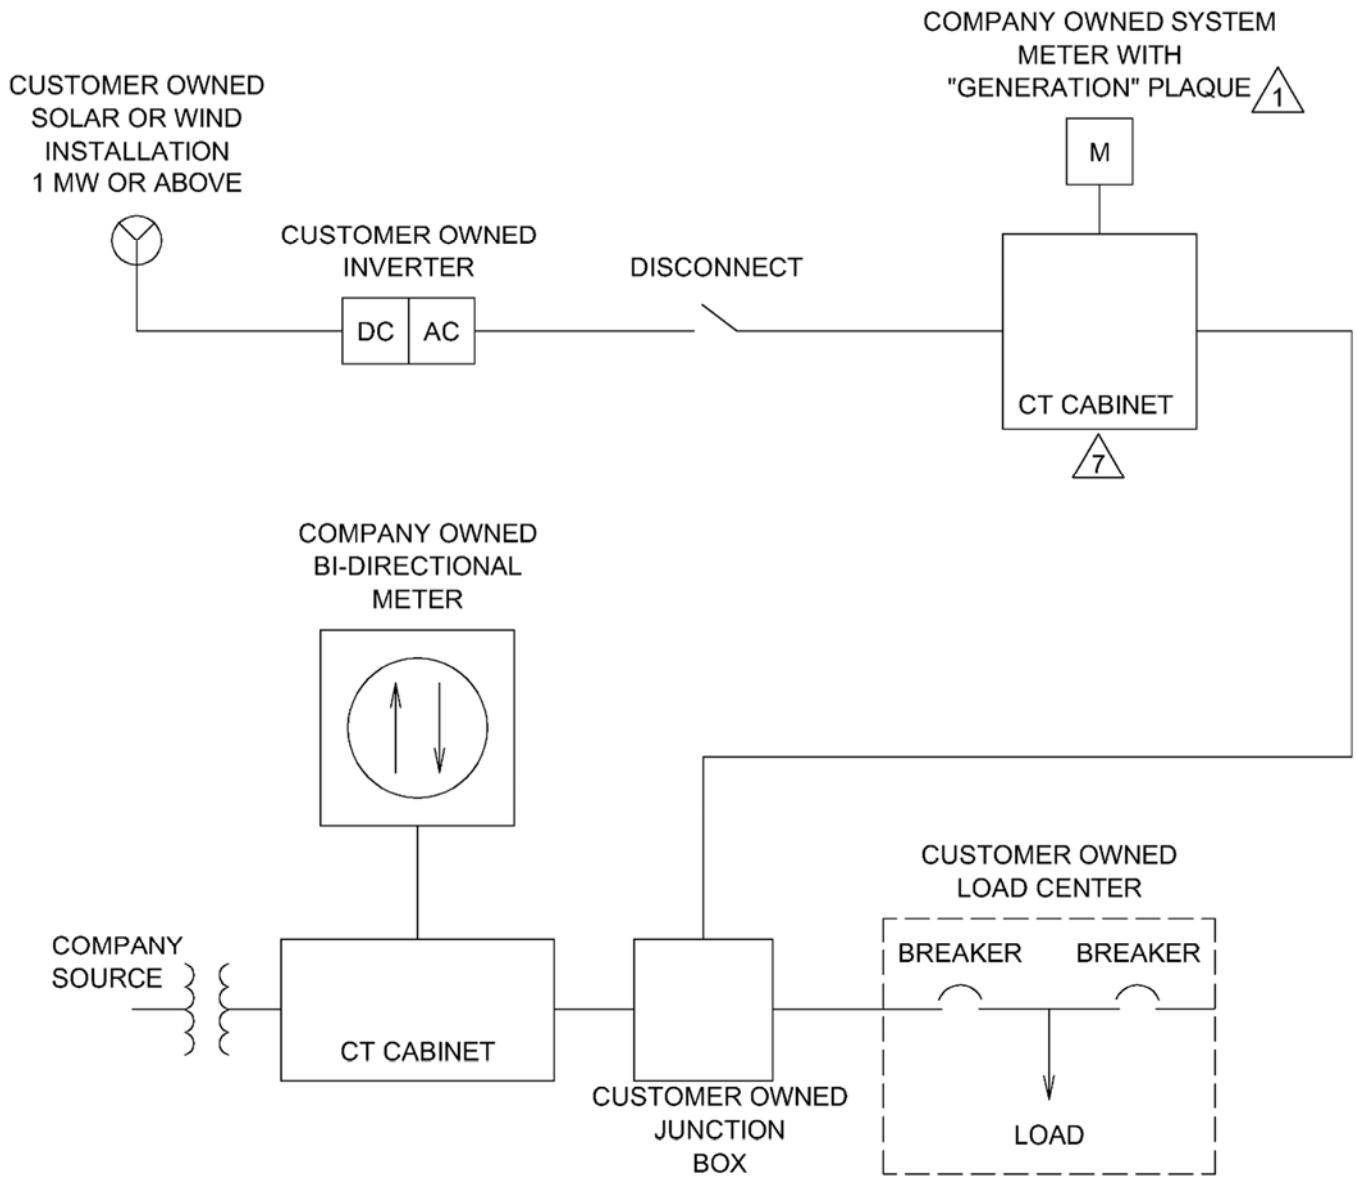 COMPANY OWNED SYSTEM
METER WITH
"GENERATION" PLAQUE
1
CUSTOMER OWNED
SOLAR OR WIND
INSTALLATION
1 MW OR ABOVE
M
CUSTOMER OWNED
INVERTER
DC
AC
DISCONNECT
CT CABINET
7
COMPANY OWNED
BI-DIRECTIONAL
METER
COMPANY
SOURCE
CT CABINET
CUSTOMER OWNED
JUNCTION
BOX
CUSTOMER OWNED
LOAD CENTER
BREAKER
BREAKER
LOAD